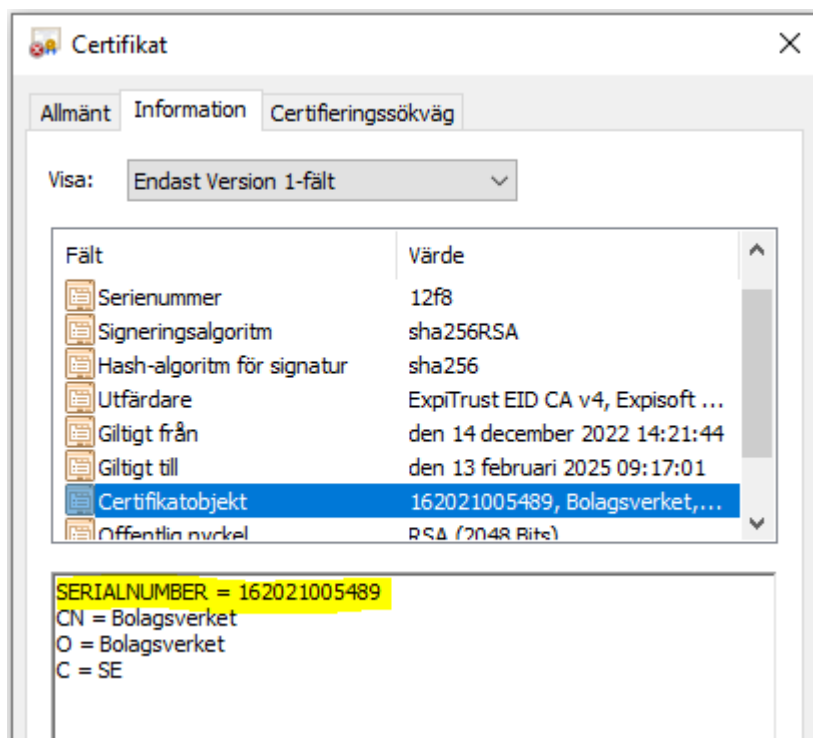 Certifikat
Allmänt Information Certifieringssökväg
Visa: Endast Version 1-fält
Fält Värde
Serienummer 12f8
Signeringsalgoritm sha256RSA
Hash-algoritm för signatur sha256
Utfärdare ExpiTrust EID CA v4, Expisoft ...
Giltigt från den 14 december 2022 14:21:44
Giltigt till den 13 februari 2025 09:17:01
Certifikatobjekt 162021005489, Bolagsverket,...
Offentlig nyckel RSA (2048 Bits)
SERIALNUMBER = 162021005489
CN = Bolagsverket
O = Bolagsverket
C = SE